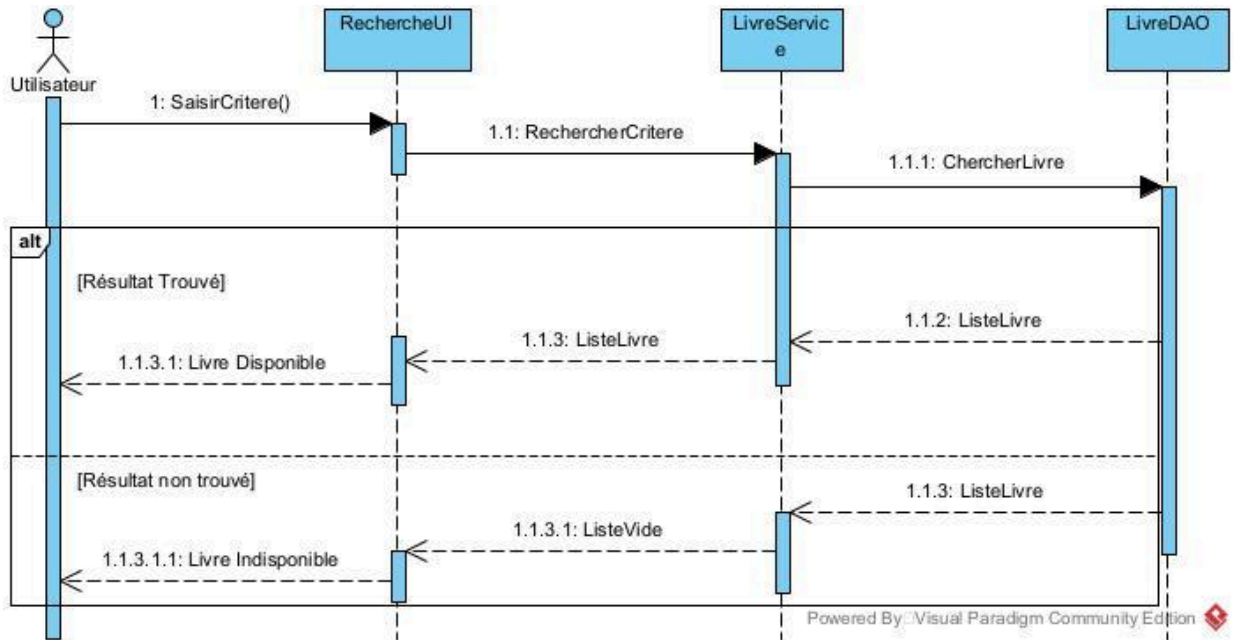 RechercheUI
LivreServic
e
LivreDAO
Utilisateur
1: SaisirCritere()
1.1: RechercherCritere
1.1.1: ChercherLivre
alt
[Résultat Trouvé]
1.1.2: ListeLivre
1.1.3: ListeLivre
1.1.3.1: Livre Disponible
[Résultat non trouvé]
1.1.3: ListeLivre
1.1.3.1: ListeVide
1.1.3.1.1: Livre Indisponible
Powered By Visual Paradigm Community Edition